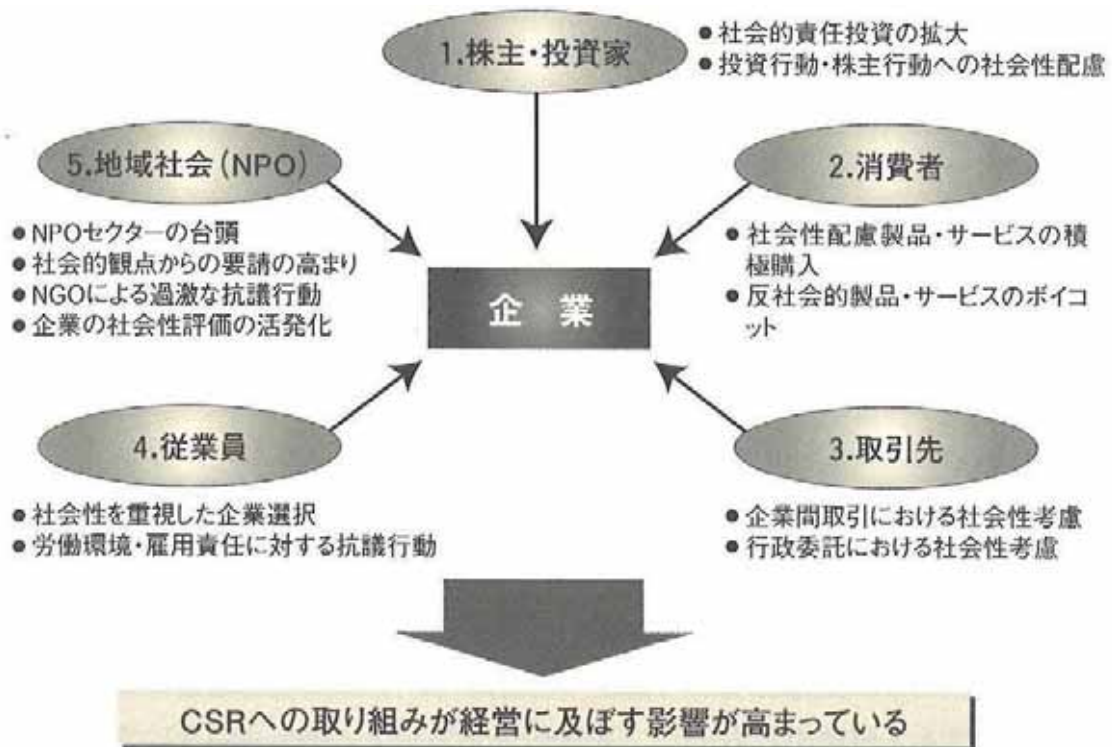 1.株主・投資家
● 社会的責任投資の拡大
● 投資行動・株主行動への社会性配慮
2.消費者
● 社会性配慮製品・サービスの積
極購入
● 反社会的製品・サービスのボイコ
ット
3.取引先
● 企業間取引における社会性考慮
● 行政委託における社会性考慮
4.従業員
● 社会性を重視した企業選択
● 労働環境・雇用責任に対する抗議行動
5.地域社会(NPO)
● NPOセクターの台頭
● 社会的観点からの要請の高まり
● NGOによる過激な抗議行動
● 企業の社会性評価の活発化
企 業
CSRへの取り組みが経営に及ぼす影響が高まっている